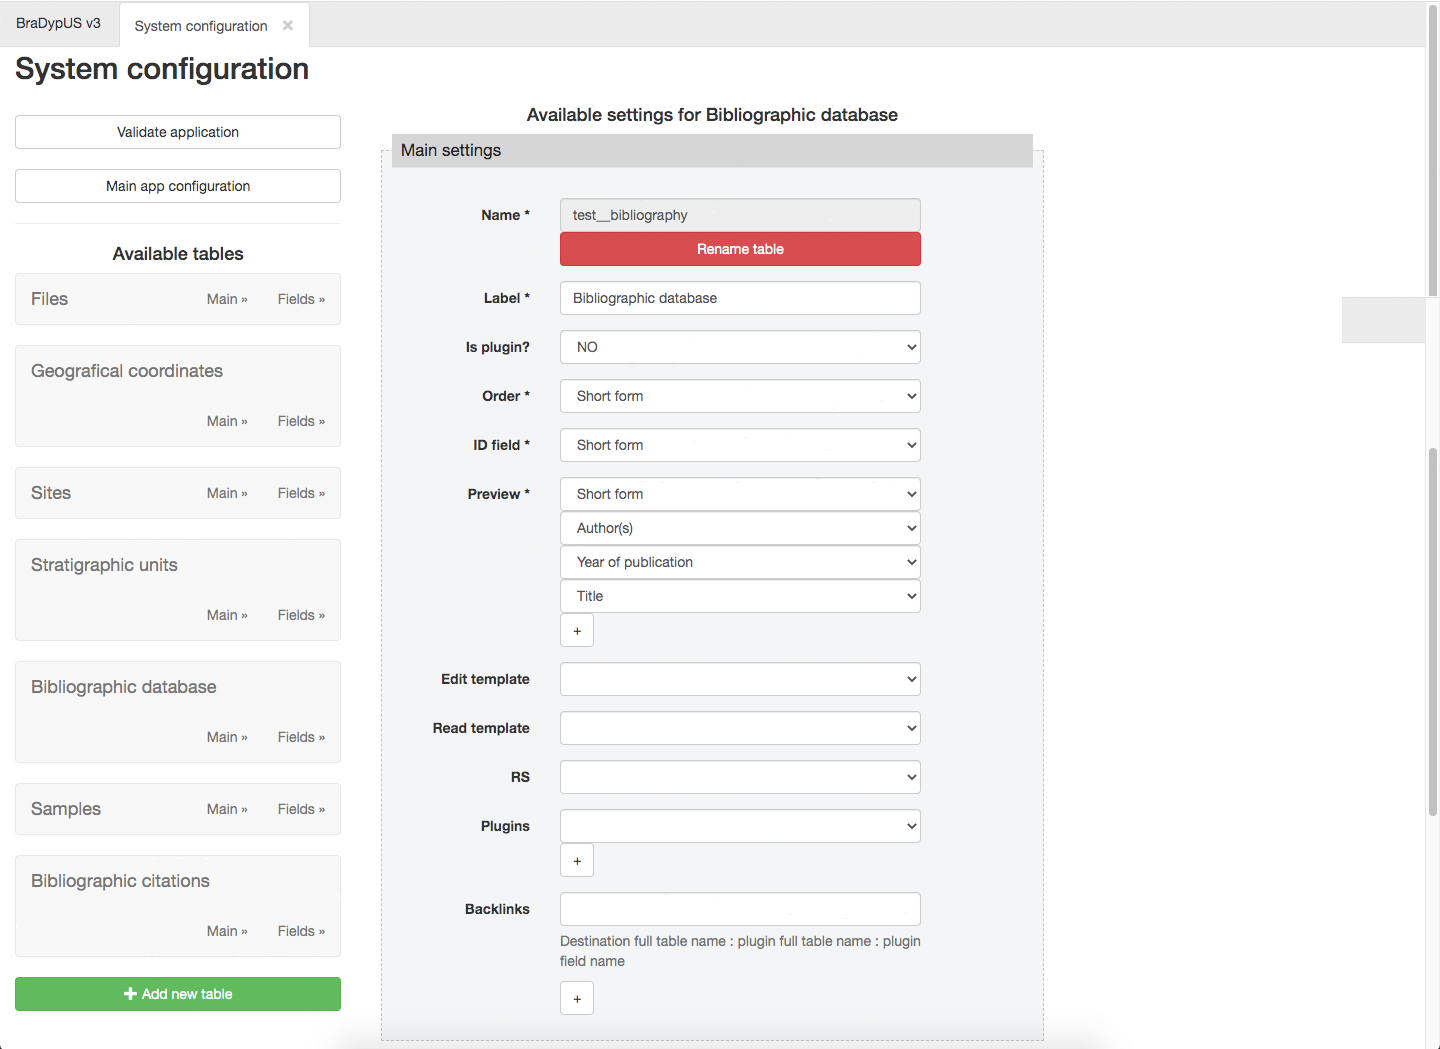 BraDypUS v3
System configuration ×
System configuration
Validate application
Main app configuration
Available tables
Files Main » Fields »
Geografical coordinates
Main » Fields »
Sites Main » Fields »
Stratigraphic units
Main » Fields »
Bibliographic database
Main » Fields »
Samples Main » Fields »
Bibliographic citations
Main » Fields »
+ Add new table
Available settings for Bibliographic database
Main settings
Name * test__bibliography
Rename table
Label * Bibliographic database
Is plugin? NO
Order * Short form
ID field * Short form
Preview * Short form
Author(s)
Year of publication
Title
+
Edit template
Read template
RS
Plugins
+
Backlinks
Destination full table name : plugin full table name : plugin
field name
+